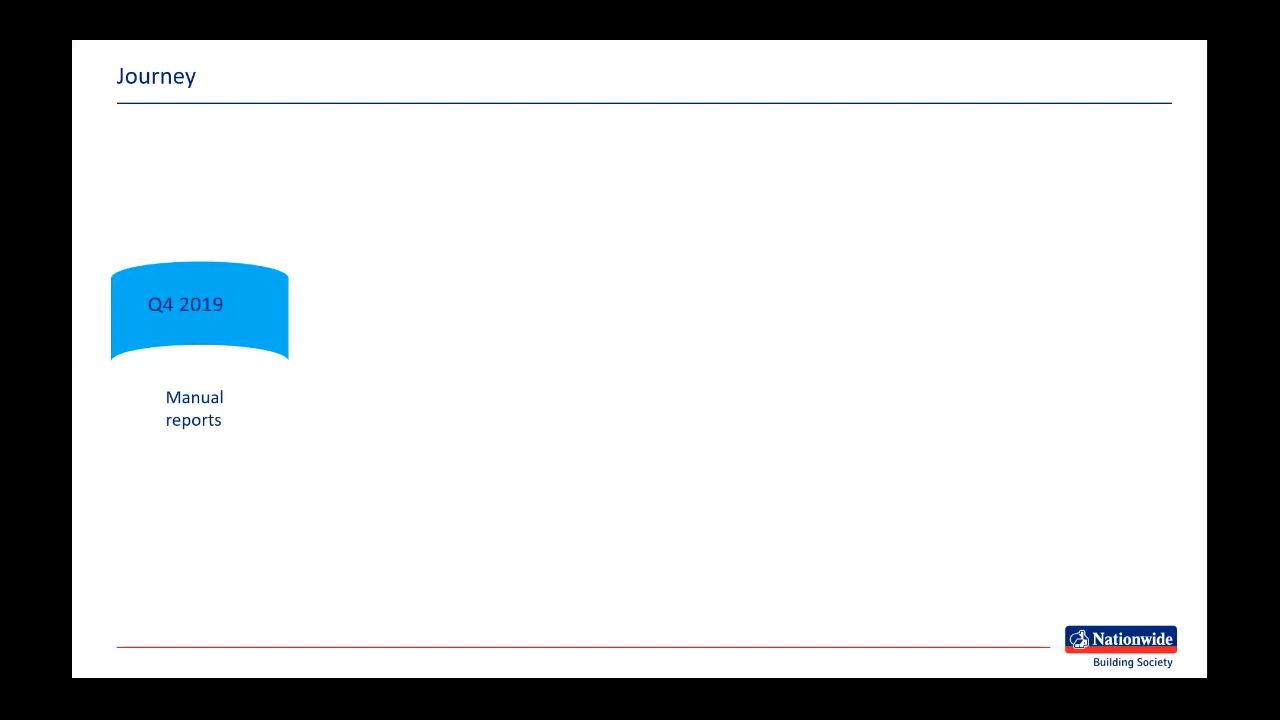 Journey
Q4 2019
Manual
reports
Nationwide
Building Society